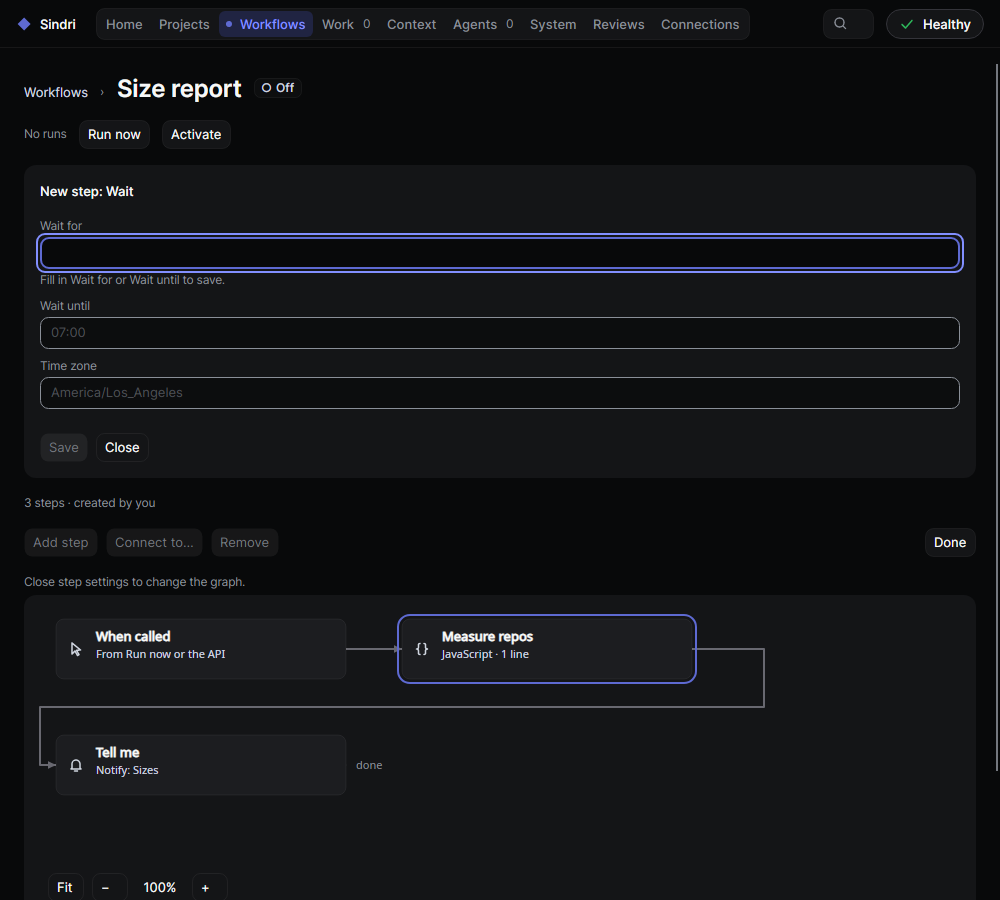 Sindri Home Projects Workflows Work 0 Context Agents 0 System Reviews Connections Healthy
Workflows › Size report Off
No runs Run now Activate
New step: Wait
Wait for
Fill in Wait for or Wait until to save.
Wait until
07:00
Time zone
America/Los_Angeles
Save Close
3 steps · created by you
Add step Connect to... Remove Done
Close step settings to change the graph.
When called
From Run now or the API
{} Measure repos
JavaScript · 1 line
Tell me
Notify: Sizes
done
Fit − 100% +